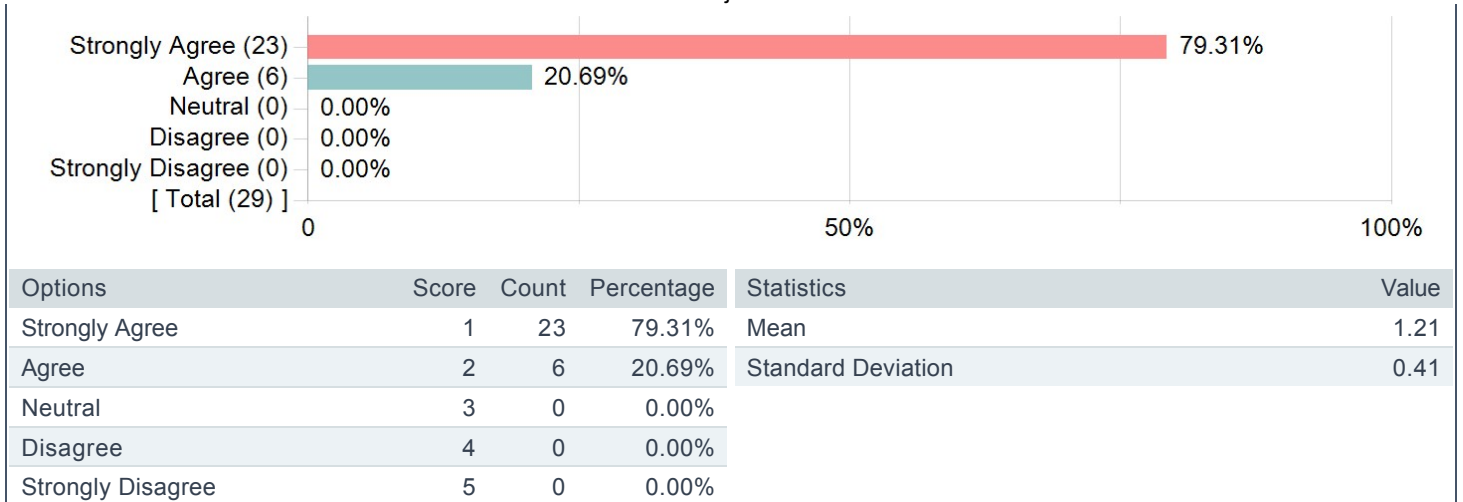 Strongly Agree (23) 79.31%
Agree (6) 20.69%
Neutral (0) 0.00%
Disagree (0) 0.00%
Strongly Disagree (0) 0.00%
[ Total (29) ]
0 50% 100%
Options Score Count Percentage Statistics Value
Strongly Agree 1 23 79.31% Mean 1.21
Agree 2 6 20.69% Standard Deviation 0.41
Neutral 3 0 0.00%
Disagree 4 0 0.00%
Strongly Disagree 5 0 0.00%